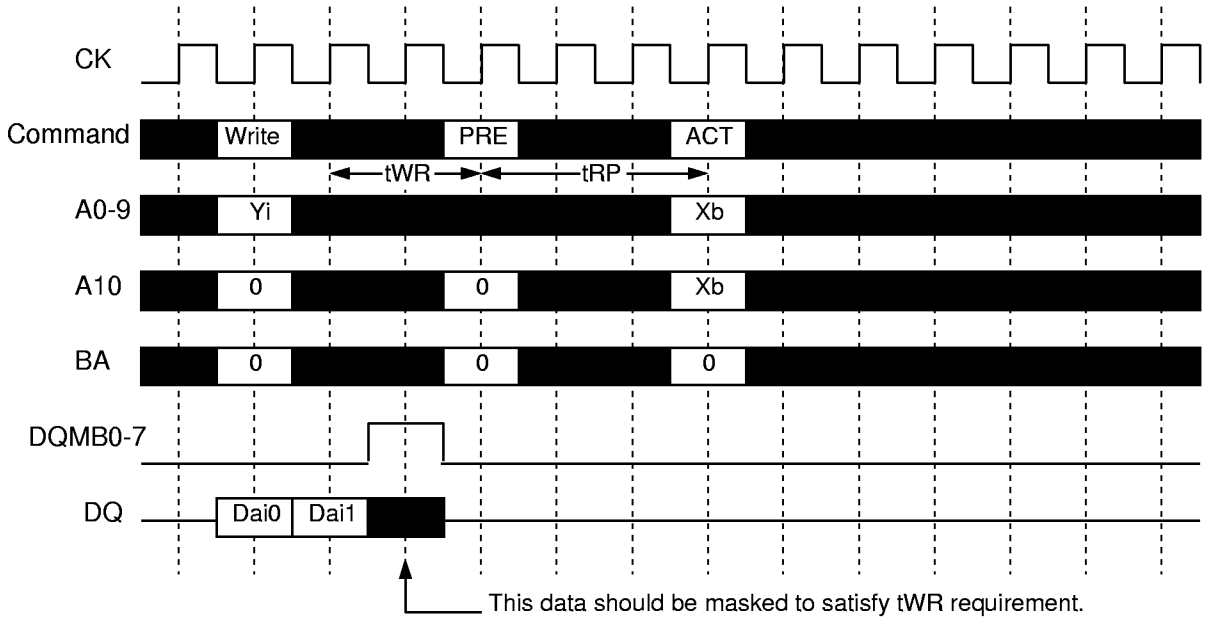 CK
Command Write PRE ACT
tWR tRP
A0-9 Yi Xb
A10 0 0 Xb
BA 0 0 0
DQMB0-7
DQ Dai0 Dai1
This data should be masked to satisfy tWR requirement.